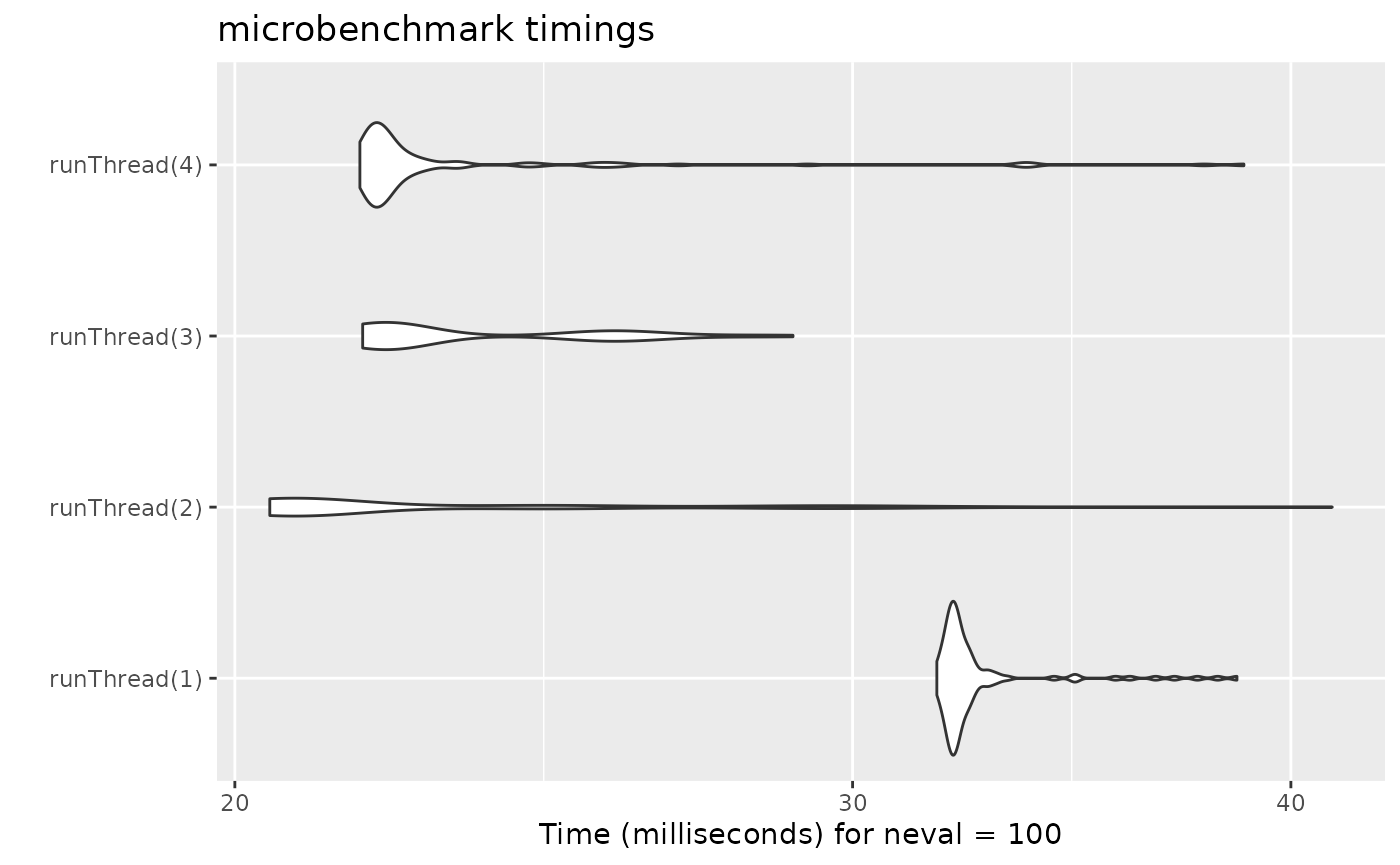 microbenchmark timings
runThread(4)
runThread(3)
runThread(2)
runThread(1)
20 30 40
Time (milliseconds) for neval = 100